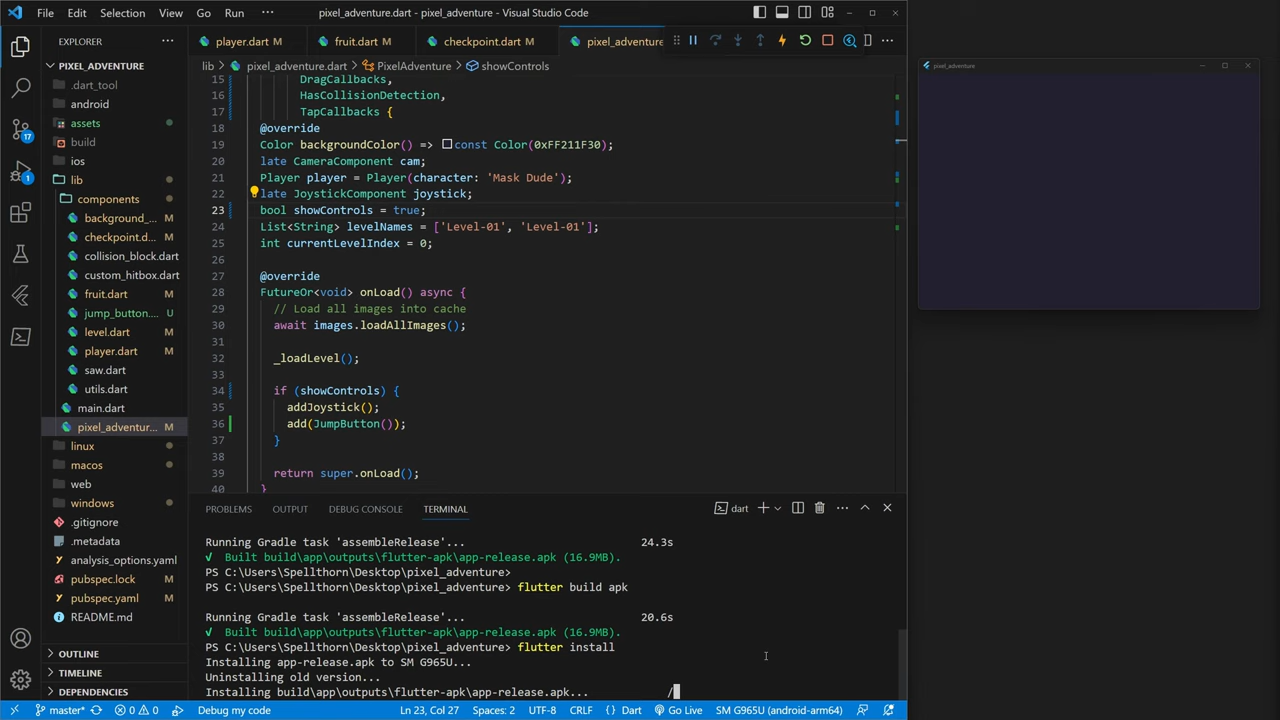 File Edit Selection View Go Run ··· pixel_adventure.dart - pixel_adventure - Visual Studio Code
EXPLORER ···
PIXEL_ADVENTURE
.dart_tool
android
assets
build
ios
lib
components
background_...
checkpoint.d... M
collision_block.dart
custom_hitbox.dart
fruit.dart M
jump_button.... U
level.dart M
player.dart M
saw.dart
utils.dart
main.dart
pixel_adventur... M
linux
macos
web
windows
.gitignore
.metadata
analysis_options.yaml
pubspec.lock M
pubspec.yaml M
README.md
OUTLINE
TIMELINE
DEPENDENCIES
17
1
player.dart M fruit.dart M checkpoint.dart M pixel_adventure
lib > pixel_adventure.dart > PixelAdventure > showControls
15 DragCallbacks,
16 HasCollisionDetection,
17 TapCallbacks {
18 @override
19 Color backgroundColor() => const Color(0xFF211F30);
20 late CameraComponent cam;
21 Player player = Player(character: 'Mask Dude');
22 late JoystickComponent joystick;
23 bool showControls = true;
24 List<String> levelNames = ['Level-01', 'Level-01'];
25 int currentLevelIndex = 0;
26
27 @override
28 FutureOr<void> onLoad() async {
29 // Load all images into cache
30 await images.loadAllImages();
31
32 _loadLevel();
33
34 if (showControls) {
35 addJoystick();
36 add(JumpButton());
37 }
38
39 return super.onLoad();
40 }
PROBLEMS OUTPUT DEBUG CONSOLE TERMINAL dart
Running Gradle task 'assembleRelease'... 24.3s
√ Built build\app\outputs\flutter-apk\app-release.apk (16.9MB).
PS C:\Users\Spellthorn\Desktop\pixel_adventure>
PS C:\Users\Spellthorn\Desktop\pixel_adventure> flutter build apk
Running Gradle task 'assembleRelease'... 20.6s
√ Built build\app\outputs\flutter-apk\app-release.apk (16.9MB).
PS C:\Users\Spellthorn\Desktop\pixel_adventure> flutter install
Installing app-release.apk to SM G965U...
Uninstalling old version...
Installing build\app\outputs\flutter-apk\app-release.apk... /
master* 0 0 Debug my code Ln 23, Col 27 Spaces: 2 UTF-8 CRLF {} Dart Go Live SM G965U (android-arm64)
pixel_adventure